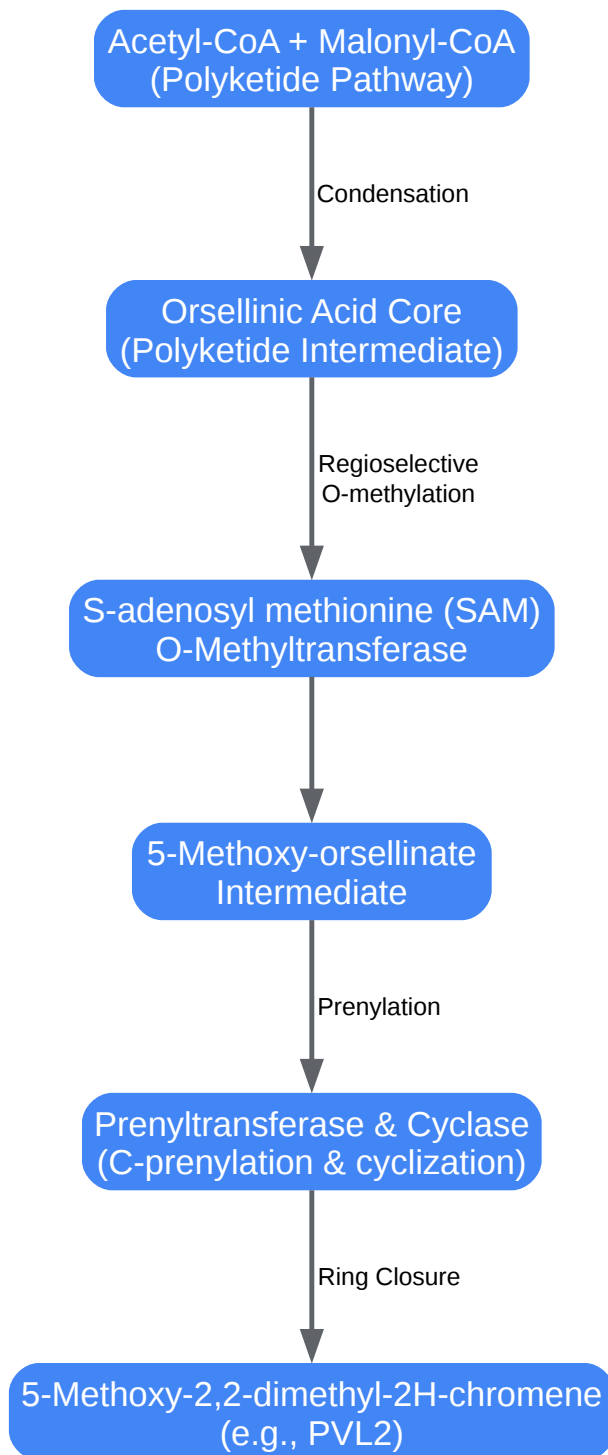 Acetyl-CoA + Malonyl-CoA
(Polyketide Pathway)
Condensation
Orsellinic Acid Core
(Polyketide Intermediate)
Regioselective
O-methylation
S-adenosyl methionine (SAM)
O-Methyltransferase
5-Methoxy-orsellinate
Intermediate
Prenylation
Prenyltransferase & Cyclase
(C-prenylation & cyclization)
Ring Closure
5-Methoxy-2,2-dimethyl-2H-chromene
(e.g., PVL2)